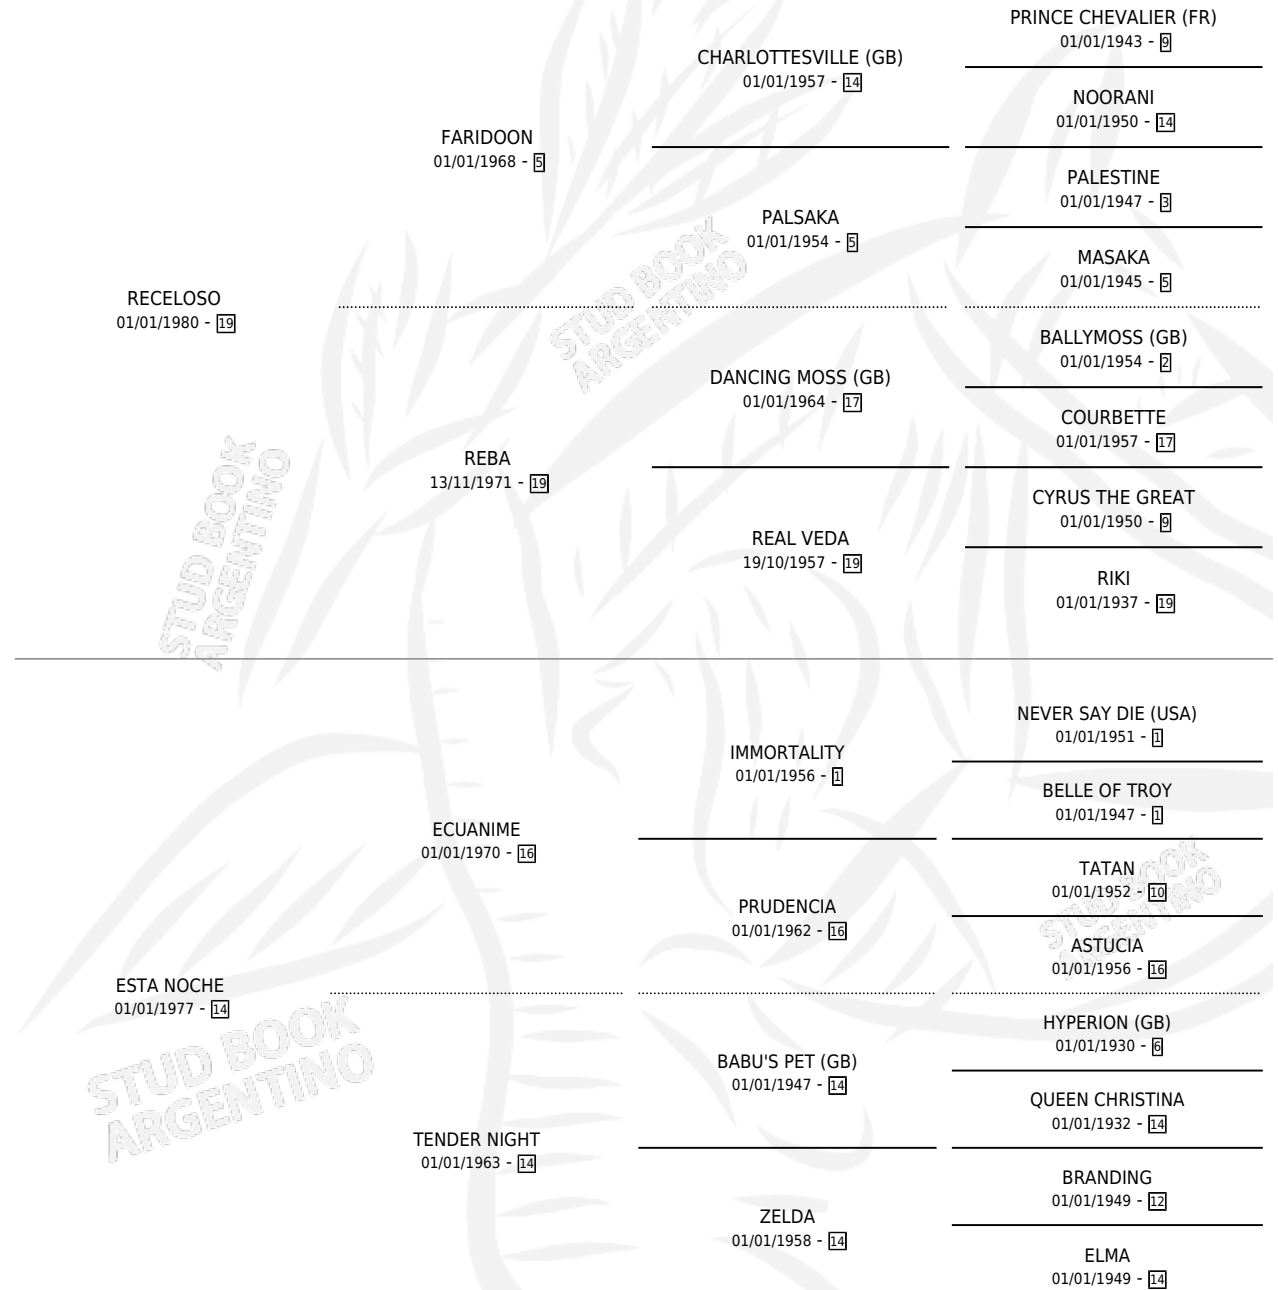 PRINCE CHEVALIER (FR)
01/01/1943 - 9
CHARLOTTESVILLE (GB)
01/01/1957 - 14
NOORANI
01/01/1950 - 14
FARIDOON
01/01/1968 - 5
PALESTINE
01/01/1947 - 3
PALSAKA
01/01/1954 - 5
MASAKA
01/01/1945 - 5
RECELOSO
01/01/1980 - 19
BALLYMOSS (GB)
01/01/1954 - 2
DANCING MOSS (GB)
01/01/1964 - 17
COURBETTE
01/01/1957 - 17
REBA
13/11/1971 - 19
CYRUS THE GREAT
01/01/1950 - 9
REAL VEDA
19/10/1957 - 19
RIKI
01/01/1937 - 19
NEVER SAY DIE (USA)
01/01/1951 - 1
IMMORTALITY
01/01/1956 - 1
BELLE OF TROY
01/01/1947 - 1
ECUANIME
01/01/1970 - 16
TATAN
01/01/1952 - 10
PRUDENCIA
01/01/1962 - 16
ASTUCIA
01/01/1956 - 16
ESTA NOCHE
01/01/1977 - 14
HYPERION (GB)
01/01/1930 - 6
BABU'S PET (GB)
01/01/1947 - 14
QUEEN CHRISTINA
01/01/1932 - 14
TENDER NIGHT
01/01/1963 - 14
BRANDING
01/01/1949 - 12
ZELDA
01/01/1958 - 14
ELMA
01/01/1949 - 14
STUD BOOK
ARGENTINO
STUD BOOK
ARGENTINO
STUD BOOK
ARGENTINO
STUD BOOK
ARGENTINO